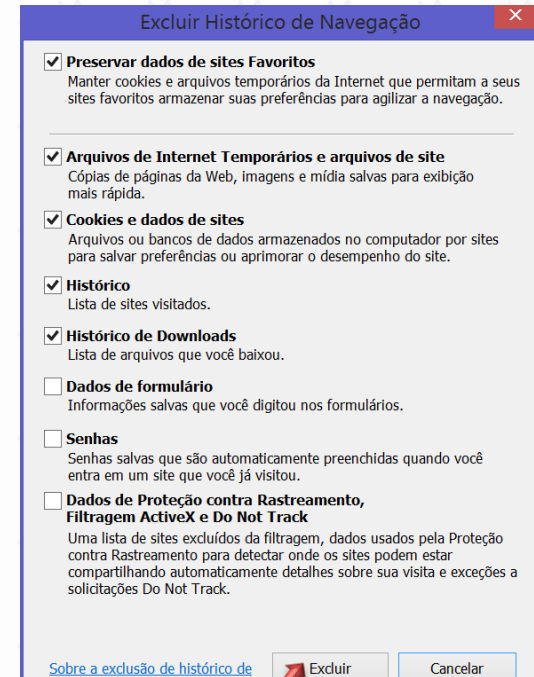 Excluir Histórico de Navegação
Preservar dados de sites Favoritos
Manter cookies e arquivos temporários da Internet que permitam a seus
sites favoritos armazenar suas preferências para agilizar a navegação.
Arquivos de Internet Temporários e arquivos de site
Cópias de páginas da Web, imagens e mídia salvas para exibição
mais rápida.
Cookies e dados de sites
Arquivos ou bancos de dados armazenados no computador por sites
para salvar preferências ou aprimorar o desempenho do site.
Histórico
Lista de sites visitados.
Histórico de Downloads
Lista de arquivos que você baixou.
Dados de formulário
Informações salvas que você digitou nos formulários.
Senhas
Senhas salvas que são automaticamente preenchidas quando você
entra em um site que você já visitou.
Dados de Proteção contra Rastreamento,
Filtragem ActiveX e Do Not Track
Uma lista de sites excluídos da filtragem, dados usados pela Proteção
contra Rastreamento para detectar onde os sites podem estar
compartilhando automaticamente detalhes sobre sua visita e exceções a
solicitações Do Not Track.
Sobre a exclusão de histórico de
Excluir
Cancelar